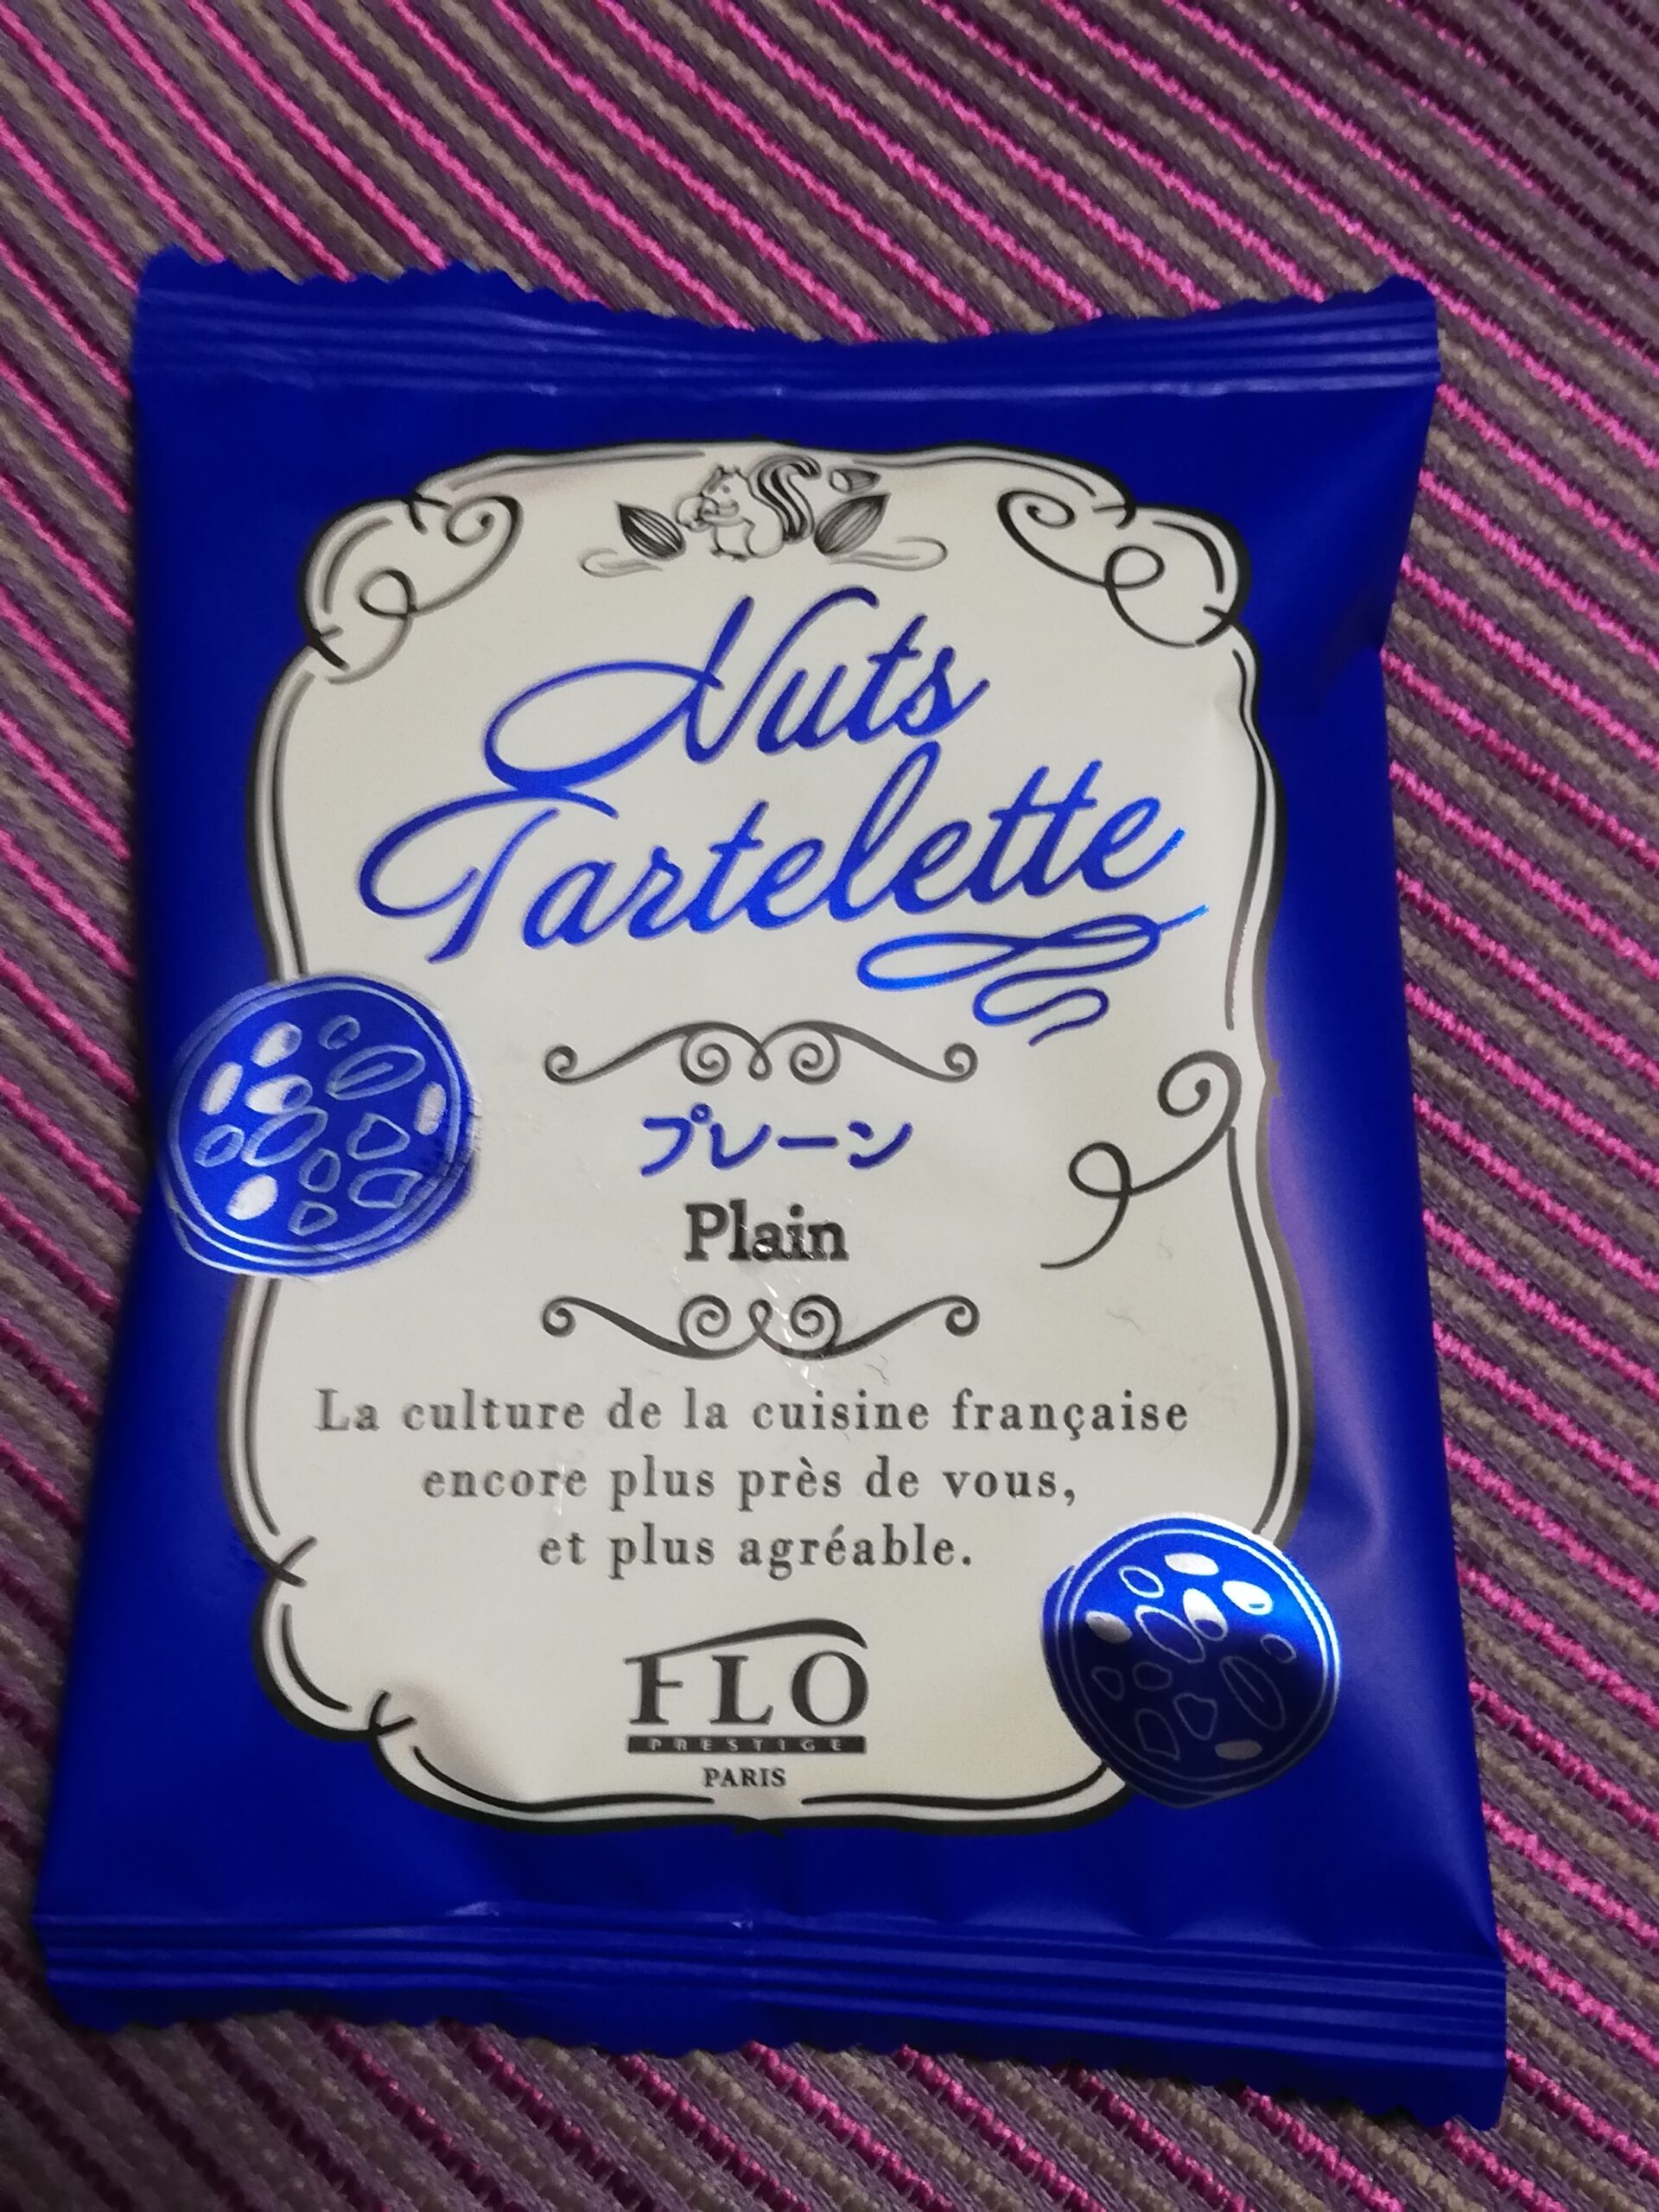 Nuts
Tartelette
プレーン
Plain
La culture de la cuisine française
encore plus près de vous,
et plus agréable.
FLO
PRESTIGE
PARIS